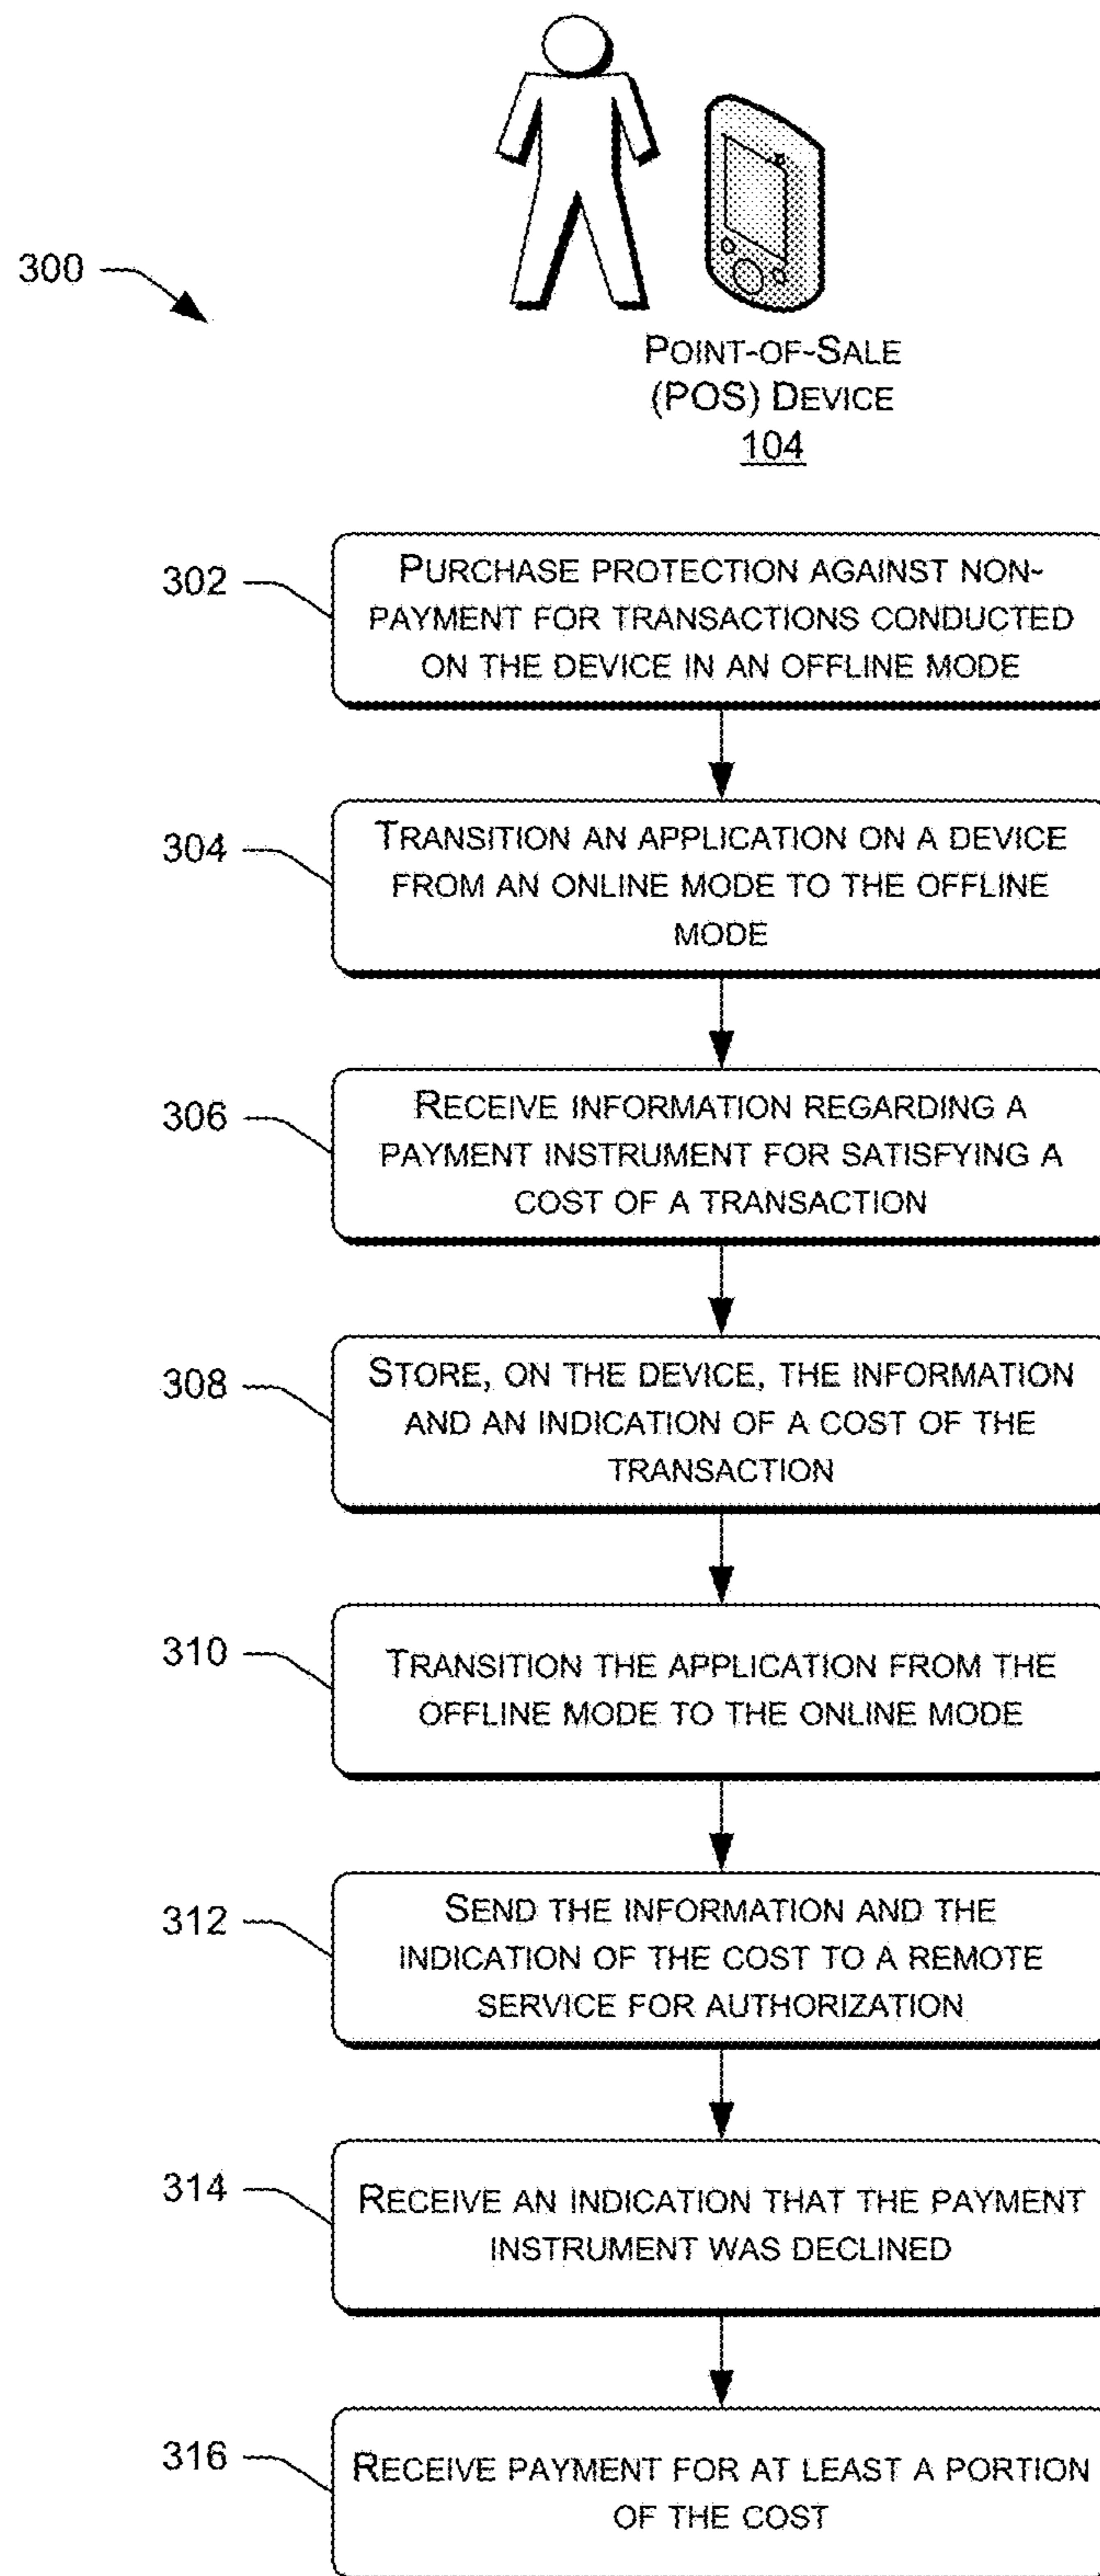 300
POINT-OF-SALE
(POS) DEVICE
104
302
PURCHASE PROTECTION AGAINST NON-
PAYMENT FOR TRANSACTIONS CONDUCTED
ON THE DEVICE IN AN OFFLINE MODE
304
TRANSITION AN APPLICATION ON A DEVICE
FROM AN ONLINE MODE TO THE OFFLINE
MODE
306
RECEIVE INFORMATION REGARDING A
PAYMENT INSTRUMENT FOR SATISFYING A
COST OF A TRANSACTION
308
STORE, ON THE DEVICE, THE INFORMATION
AND AN INDICATION OF A COST OF THE
TRANSACTION
310
TRANSITION THE APPLICATION FROM THE
OFFLINE MODE TO THE ONLINE MODE
312
SEND THE INFORMATION AND THE
INDICATION OF THE COST TO A REMOTE
SERVICE FOR AUTHORIZATION
314
RECEIVE AN INDICATION THAT THE PAYMENT
INSTRUMENT WAS DECLINED
316
RECEIVE PAYMENT FOR AT LEAST A PORTION
OF THE COST